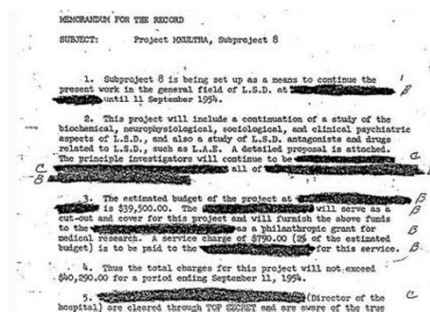 MEMORANDUM FOR THE RECORD
SUBJECT: Project MKULTRA, Subproject 8
1. Subproject 8 is being set up as a means to continue the
present work in the general field of L.S.D. at
until 11 September 1954. B
2. This project will include a continuation of a study of the
biochemical, neurophysiological, sociological, and clinical psychiatric
aspects of L.S.D., and also a study of L.S.D. antagonists and drugs
related to L.S.D., such as L.A.E. A detailed proposal is attached.
The principle investigators will continue to be C
C all of
B
3. The estimated budget of the project at B
is $39,500.00. The will serve as a B
cut-out and cover for this project and will furnish the above funds
to the as a philanthropic grant for B
medical research. A service charge of $790.00 (2% of the estimated
budget) is to be paid to the for this service. B
4. Thus the total charges for this project will not exceed
$40,290.00 for a period ending September 11, 1954.
5. (Director of the C
hospital) are cleared through TOP SECRET and are aware of the true